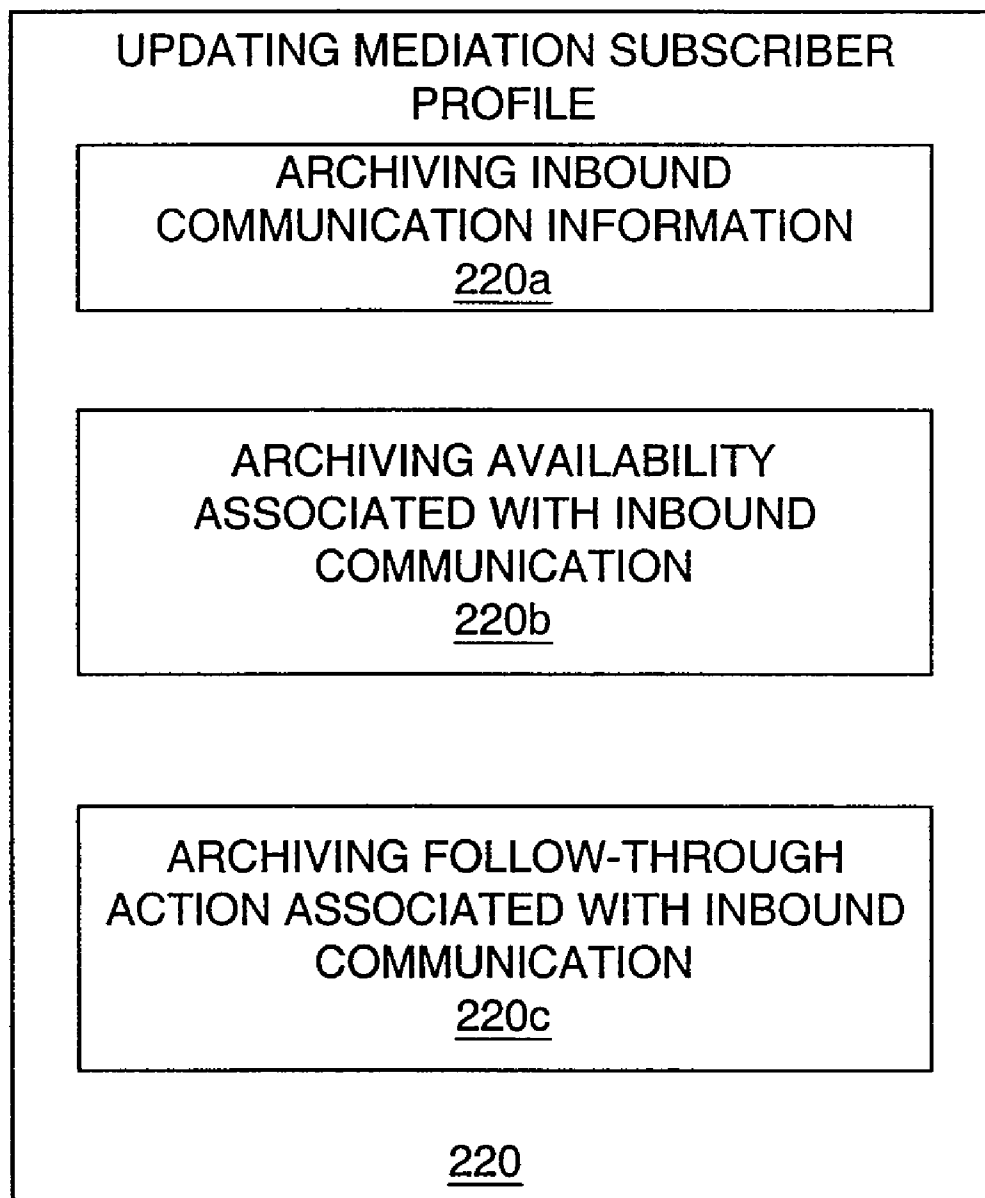 UPDATING MEDIATION SUBSCRIBER
PROFILE
ARCHIVING INBOUND
COMMUNICATION INFORMATION
220a
ARCHIVING AVAILABILITY
ASSOCIATED WITH INBOUND
COMMUNICATION
220b
ARCHIVING FOLLOW-THROUGH
ACTION ASSOCIATED WITH INBOUND
COMMUNICATION
220c
220